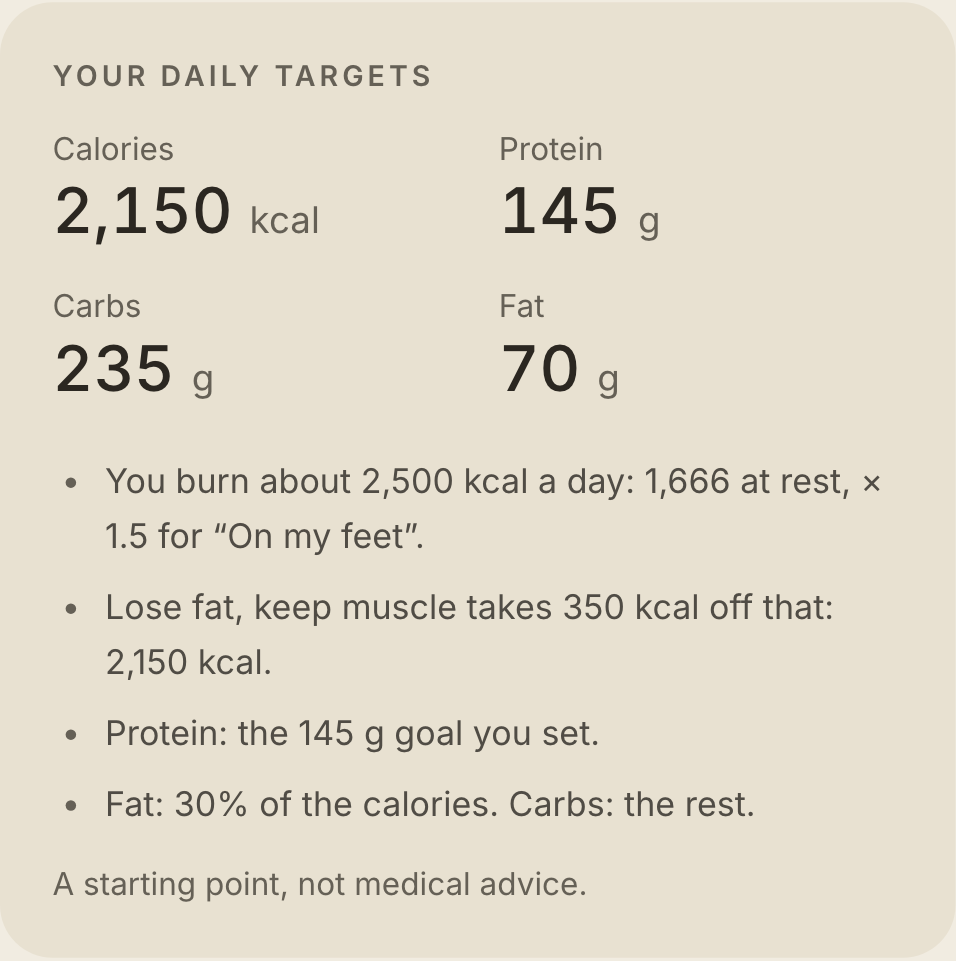 YOUR DAILY TARGETS
Calories
2,150 kcal
Protein
145 g
Carbs
235 g
Fat
70 g
• You burn about 2,500 kcal a day: 1,666 at rest, ×
1.5 for “On my feet”.
• Lose fat, keep muscle takes 350 kcal off that:
2,150 kcal.
• Protein: the 145 g goal you set.
• Fat: 30% of the calories. Carbs: the rest.
A starting point, not medical advice.